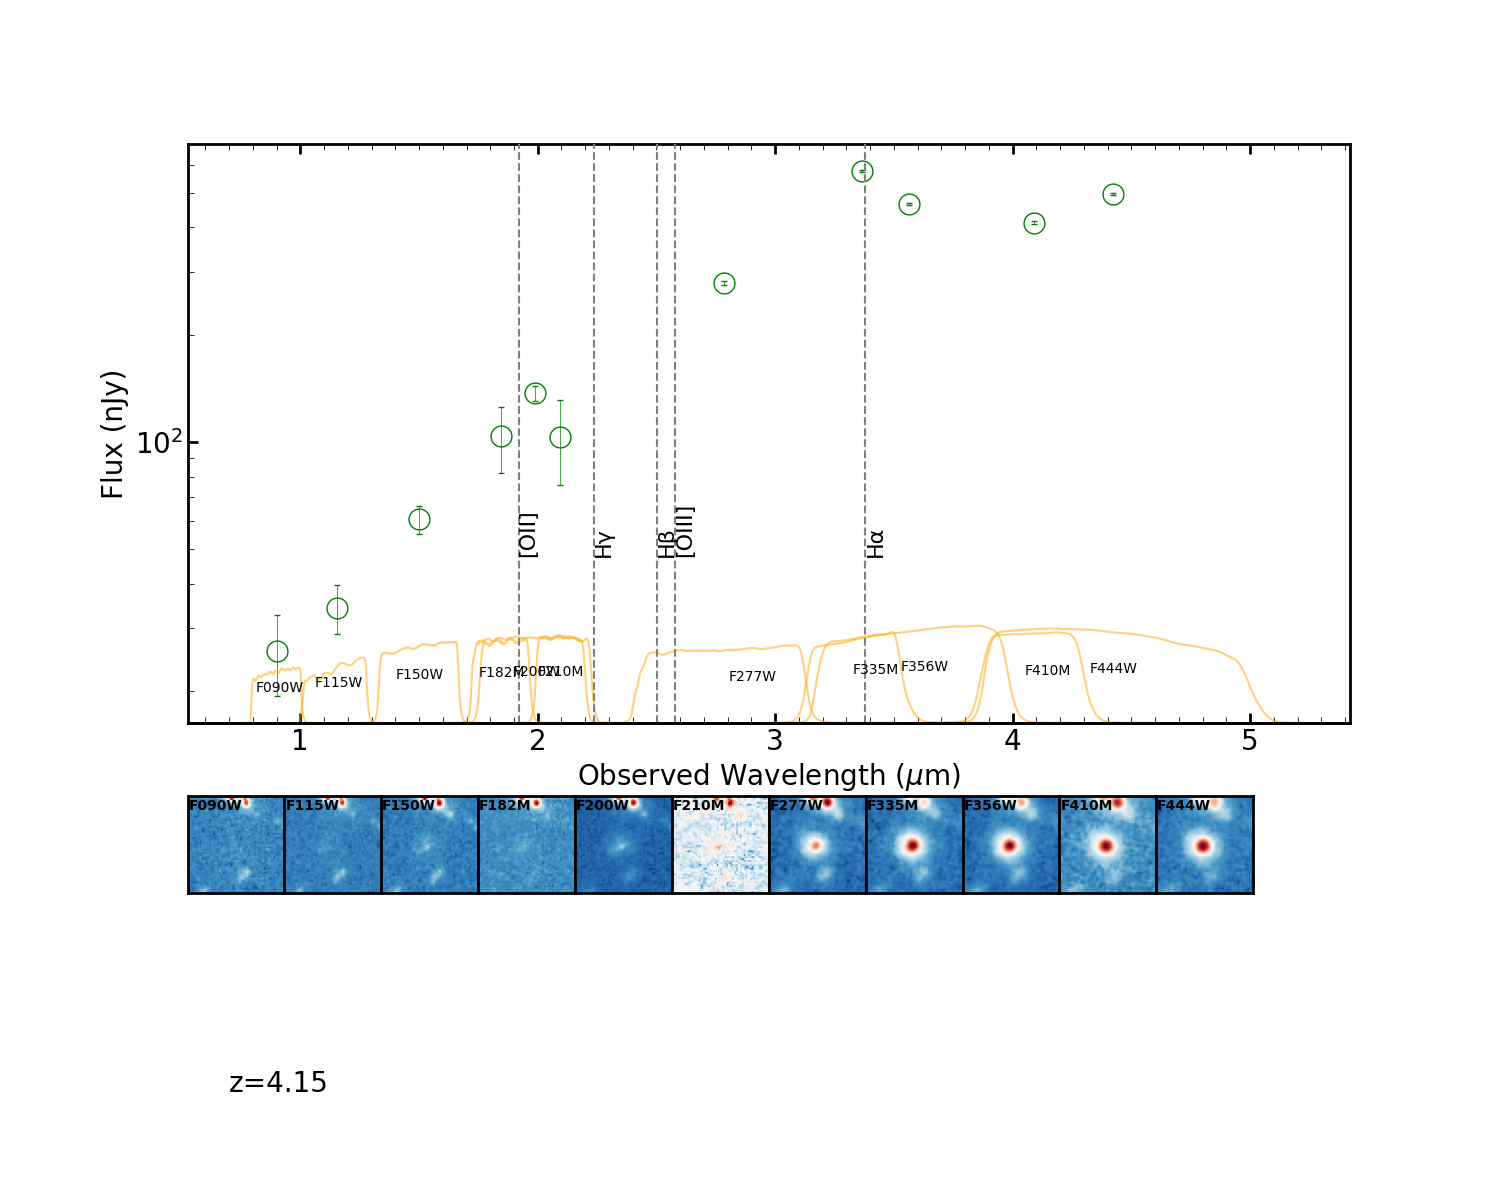 Flux (nJy)
10²
[OII]
Hγ
Hβ
[OIII]
Hα
F090W
F115W
F150W
F182M
F200W
F210M
F277W
F335M
F356W
F410M
F444W
1 2 3 4 5
Observed Wavelength (μm)
F090W F115W F150W F182M F200W F210M F277W F335M F356W F410M F444W
z=4.15